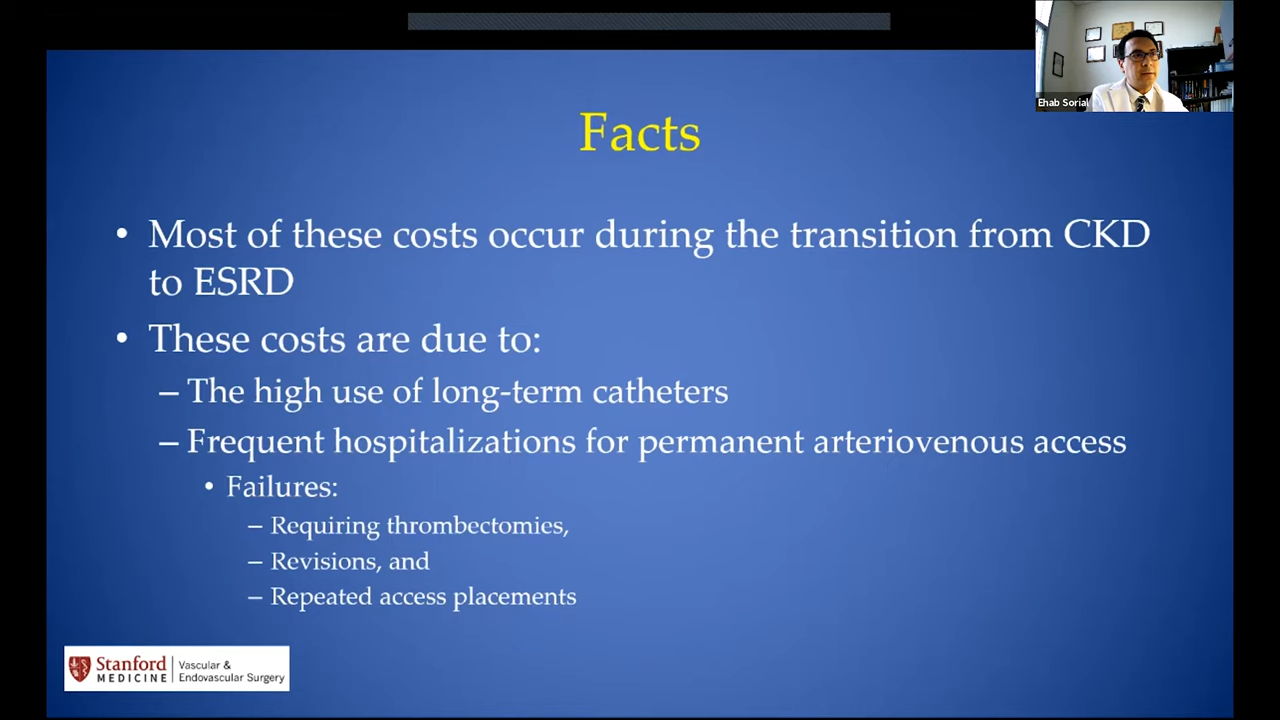 Ehab Sorial
Facts
• Most of these costs occur during the transition from CKD
to ESRD
• These costs are due to:
– The high use of long-term catheters
– Frequent hospitalizations for permanent arteriovenous access
• Failures:
– Requiring thrombectomies,
– Revisions, and
– Repeated access placements
Stanford
MEDICINE
Vascular &
Endovascular Surgery